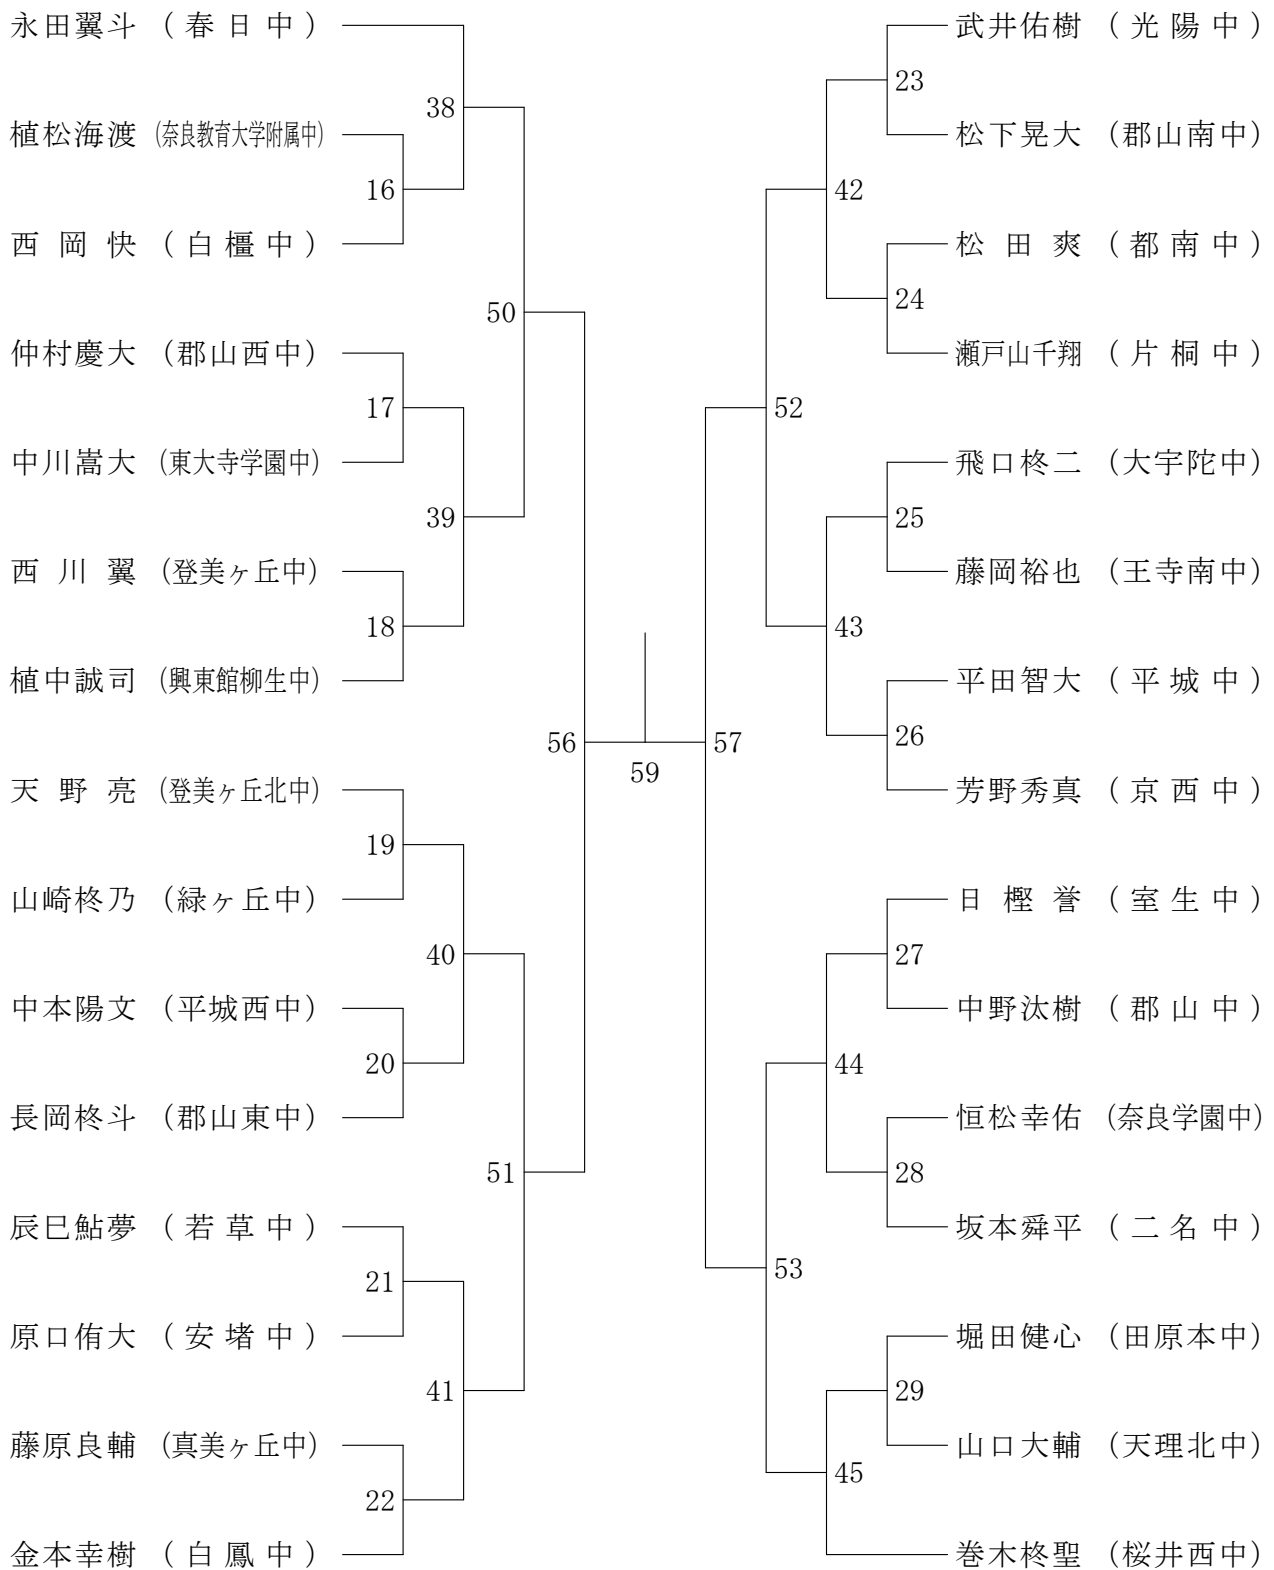 永田翼斗 (春日中)
38
植松海渡 (奈良教育大学附属中)
16
西岡快 (白橿中)
50
仲村慶大 (郡山西中)
17
中川嵩大 (東大寺学園中)
39
西川翼 (登美ヶ丘中)
18
植中誠司 (興東館柳生中)
56
天野亮 (登美ヶ丘北中)
19
山崎柊乃 (緑ヶ丘中)
40
中本陽文 (平城西中)
20
長岡柊斗 (郡山東中)
51
辰巳鮎夢 (若草中)
21
原口侑大 (安堵中)
41
藤原良輔 (真美ヶ丘中)
22
金本幸樹 (白鳳中)
59
武井佑樹 (光陽中)
23
松下晃大 (郡山南中)
42
松田爽 (都南中)
24
瀬戸山千翔 (片桐中)
52
飛口柊二 (大宇陀中)
25
藤岡裕也 (王寺南中)
43
平田智大 (平城中)
26
芳野秀真 (京西中)
57
日樫誉 (室生中)
27
中野汰樹 (郡山中)
44
恒松幸佑 (奈良学園中)
28
坂本舜平 (二名中)
53
堀田健心 (田原本中)
29
山口大輔 (天理北中)
45
巻木柊聖 (桜井西中)